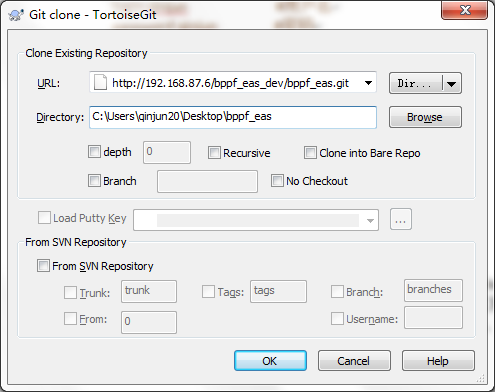 Git clone - TortoiseGit
Clone Existing Repository
URL: http://192.168.87.6/bppf_eas_dev/bppf_eas.git Dir...
Directory: C:\Users\qinjun20\Desktop\bppf_eas Browse
depth 0 Recursive Clone into Bare Repo
Branch No Checkout
Load Putty Key ...
From SVN Repository
From SVN Repository
Trunk: trunk Tags: tags Branch: branches
From: 0 Username:
OK Cancel Help